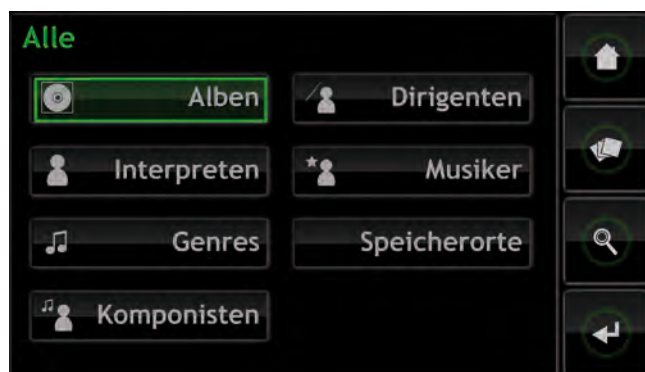 Alle
Alben
Dirigenten
Interpreten
Musiker
Genres
Speicherorte
Komponisten